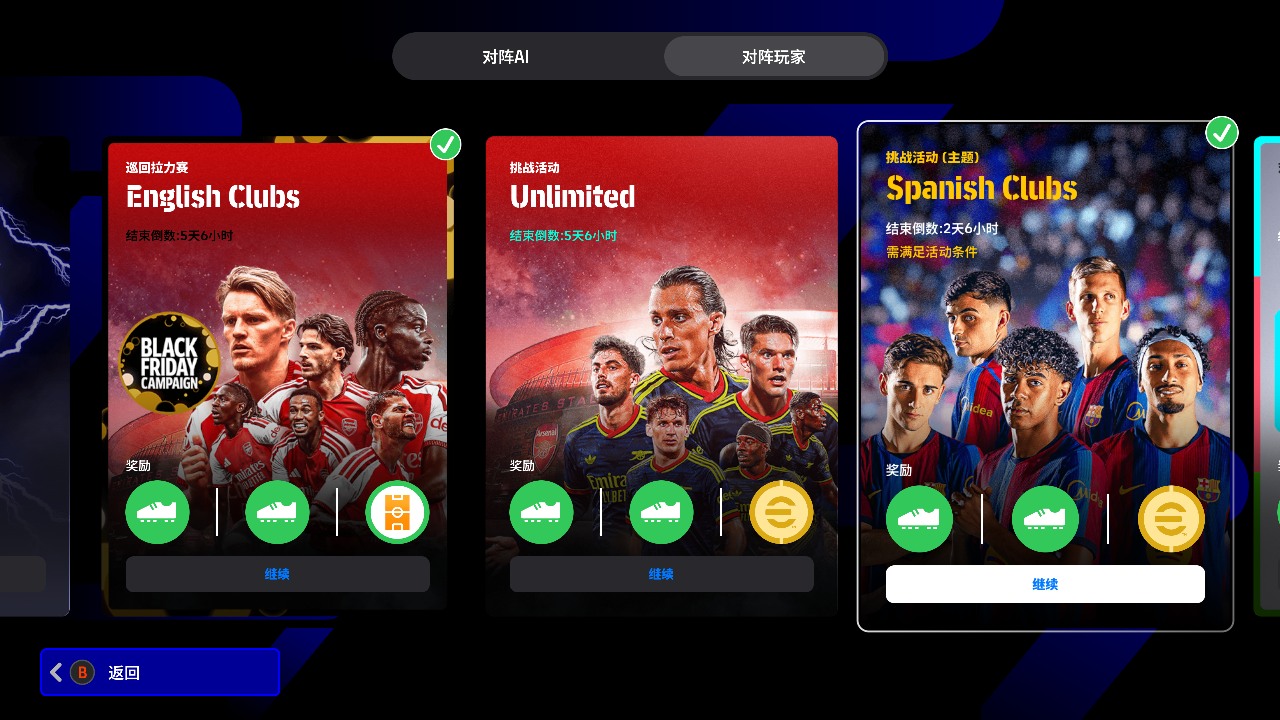 对阵AI
对阵玩家
巡回拉力赛
English Clubs
结束倒数:5天6小时
BLACK
FRIDAY
CAMPAIGN
奖励
继续
挑战活动
Unlimited
结束倒数:5天6小时
奖励
继续
挑战活动 (主题)
Spanish Clubs
结束倒数:2天6小时
需满足活动条件
奖励
继续
B 返回